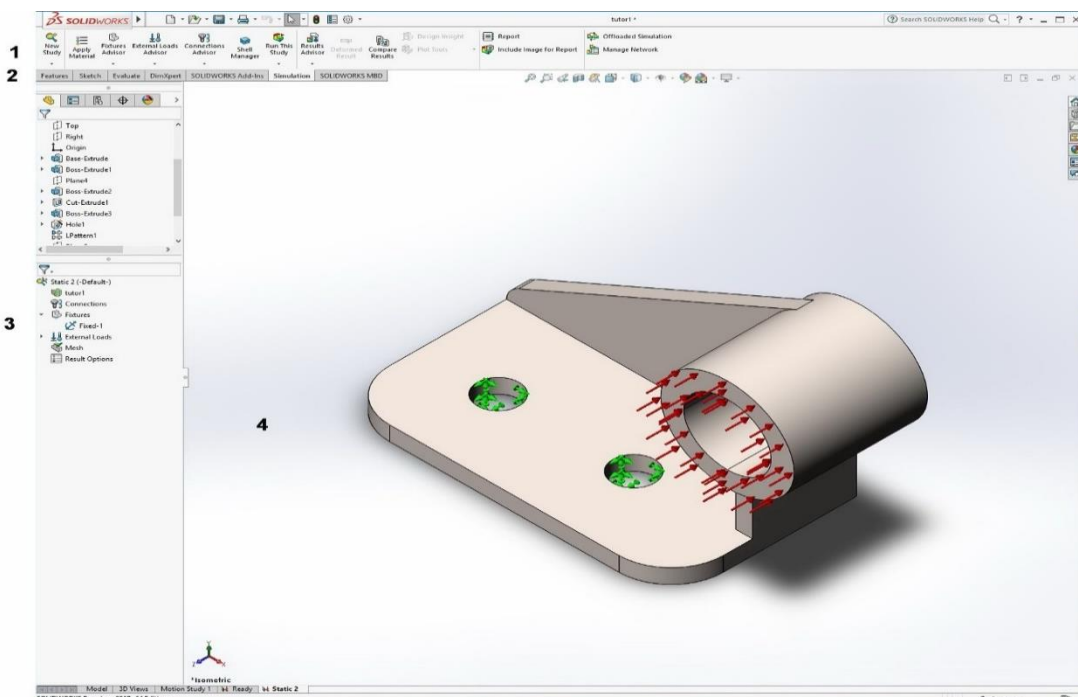 SOLIDWORKS
tutor1 *
Search SOLIDWORKS Help
1
New Study
Apply Material
Fixtures Advisor
External Loads Advisor
Connections Advisor
Shell Manager
Run This Study
Results Advisor
Deformed Result
Compare Results
Design Insight
Plot Tools
Report
Include Image for Report
Offloaded Simulation
Manage Network
2
Features Sketch Evaluate DimXpert SOLIDWORKS Add-Ins Simulation SOLIDWORKS MBD
Top
Right
Origin
Base-Extrude
Boss-Extrude1
Plane4
Boss-Extrude2
Cut-Extrude1
Boss-Extrude3
Hole1
LPattern1
Static 2 (-Default-)
tutor1
Connections
3
Fixtures
Fixed-1
External Loads
Mesh
Result Options
4
*Isometric
Model 3D Views Motion Study 1 Ready Static 2